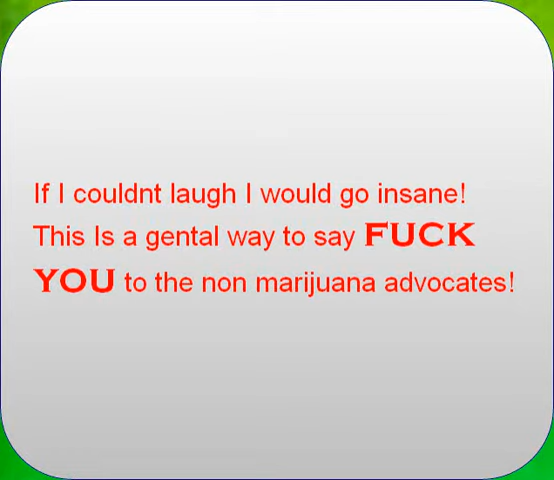 If I couldnt laugh I would go insane!
This Is a gental way to say FUCK
YOU to the non marijuana advocates!